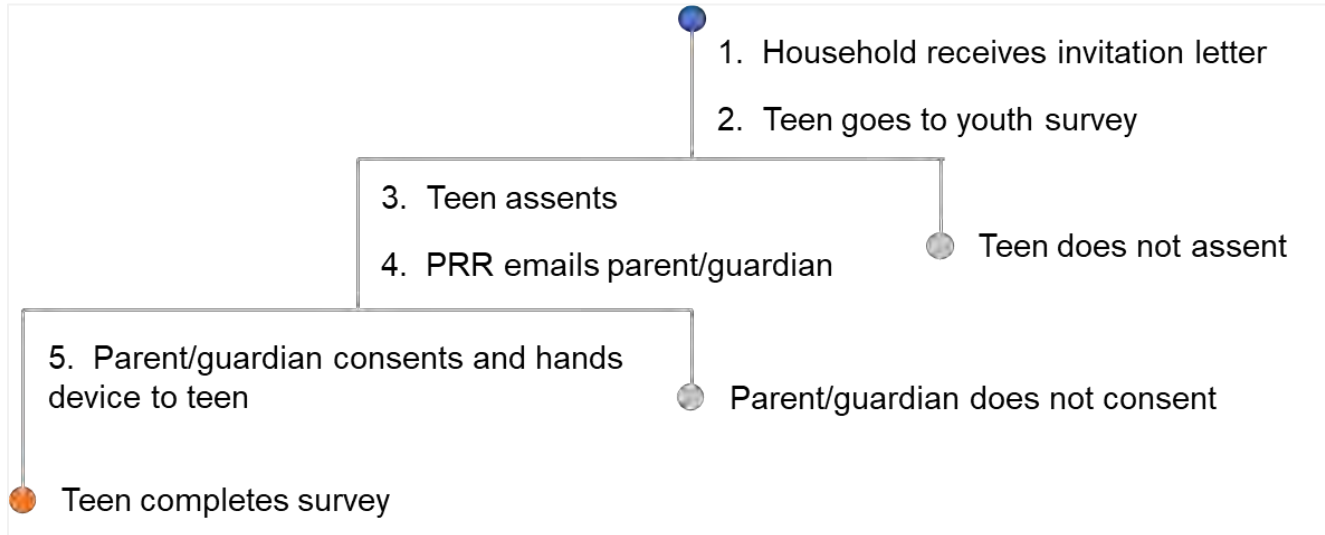 1. Household receives invitation letter
2. Teen goes to youth survey
3. Teen assents
4. PRR emails parent/guardian
Teen does not assent
5. Parent/guardian consents and hands
device to teen
Parent/guardian does not consent
Teen completes survey